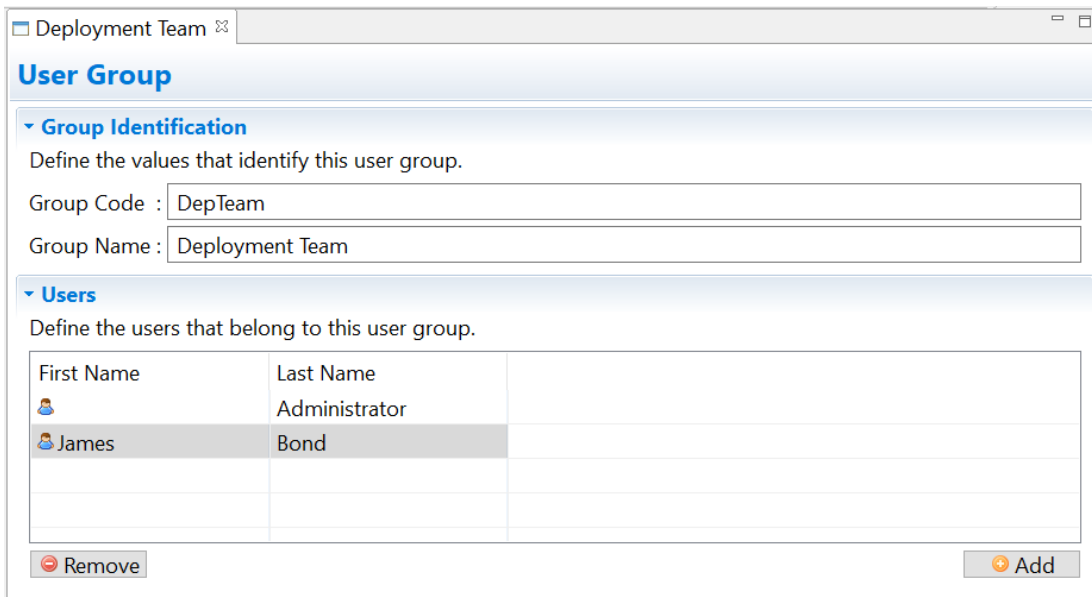 Deployment Team
User Group
Group Identification
Define the values that identify this user group.
Group Code : DepTeam
Group Name : Deployment Team
Users
Define the users that belong to this user group.
First Name Last Name
Administrator
James Bond
Remove Add